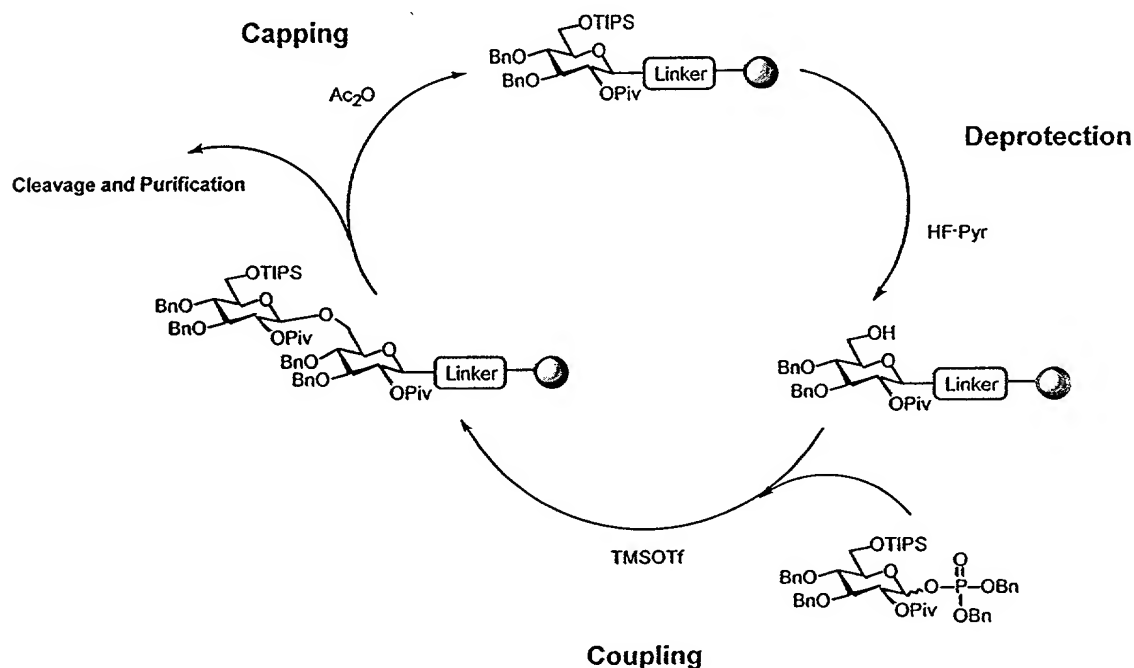 Capping
Ac₂O
OTIPS
O
BnO
BnO
OPiv
Linker
Deprotection
HF-Pyr
Cleavage and Purification
OTIPS
O
BnO
BnO
OPiv
O
O
BnO
BnO
OPiv
Linker
OH
O
BnO
BnO
OPiv
Linker
TMSOTf
OTIPS
O
BnO
BnO
OPiv
O
O
P
OBn
OBn
Coupling